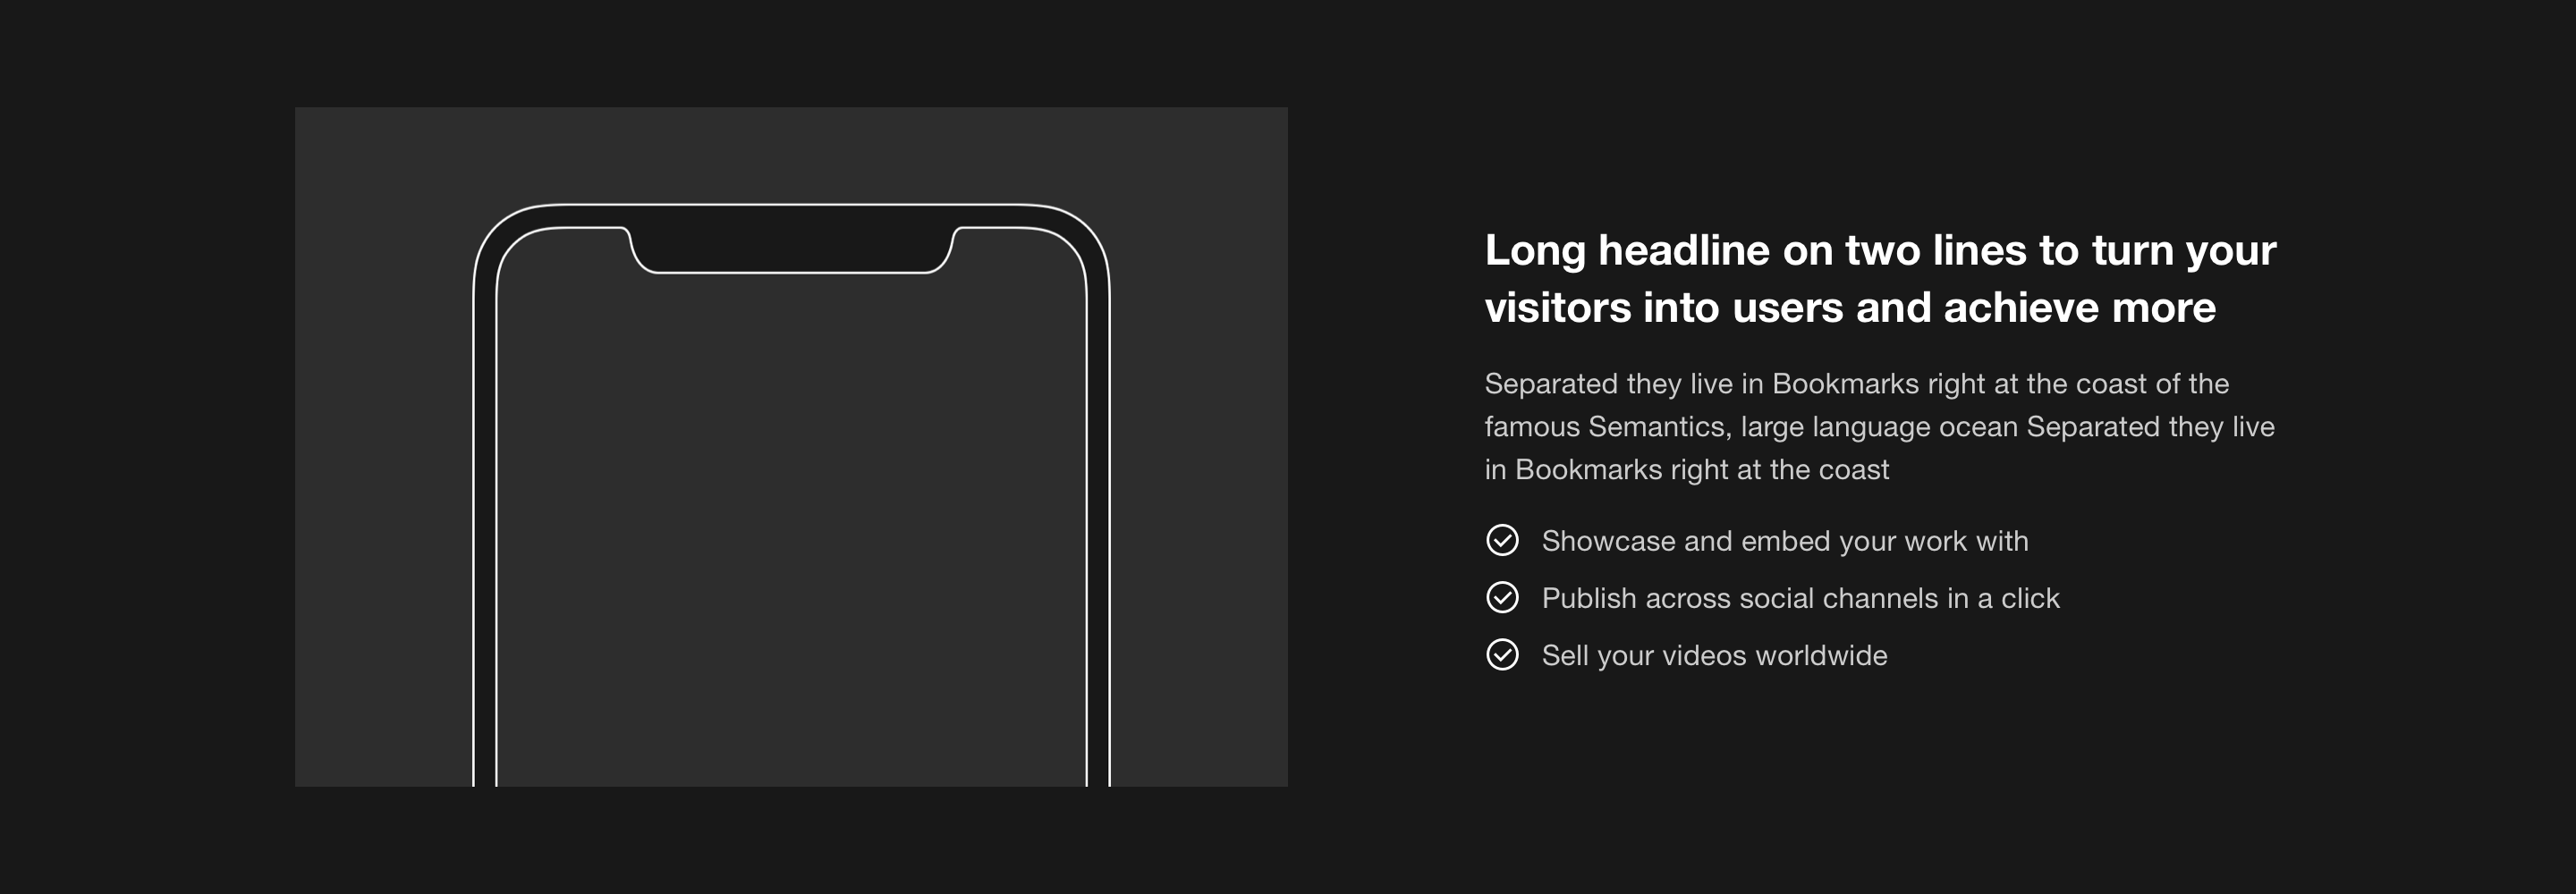 Long headline on two lines to turn your
visitors into users and achieve more
Separated they live in Bookmarks right at the coast of the
famous Semantics, large language ocean Separated they live
in Bookmarks right at the coast
Showcase and embed your work with
Publish across social channels in a click
Sell your videos worldwide